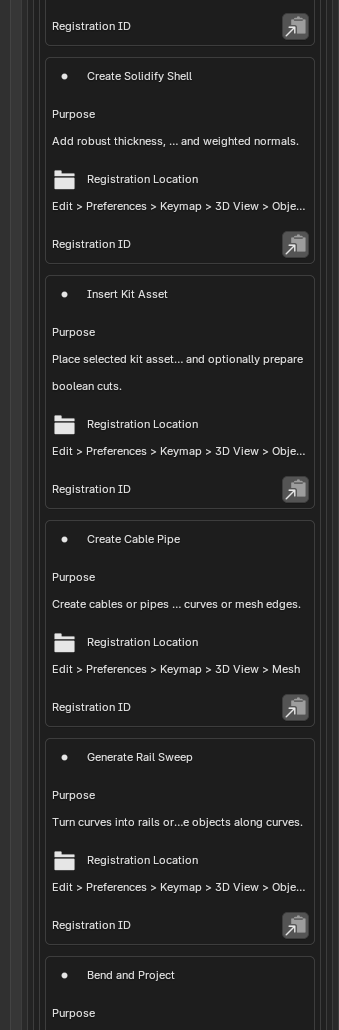 Registration ID
Create Solidify Shell
Purpose
Add robust thickness, ... and weighted normals.
Registration Location
Edit > Preferences > Keymap > 3D View > Obje...
Registration ID
Insert Kit Asset
Purpose
Place selected kit asset... and optionally prepare
boolean cuts.
Registration Location
Edit > Preferences > Keymap > 3D View > Obje...
Registration ID
Create Cable Pipe
Purpose
Create cables or pipes ... curves or mesh edges.
Registration Location
Edit > Preferences > Keymap > 3D View > Mesh
Registration ID
Generate Rail Sweep
Purpose
Turn curves into rails or...e objects along curves.
Registration Location
Edit > Preferences > Keymap > 3D View > Obje...
Registration ID
Bend and Project
Purpose